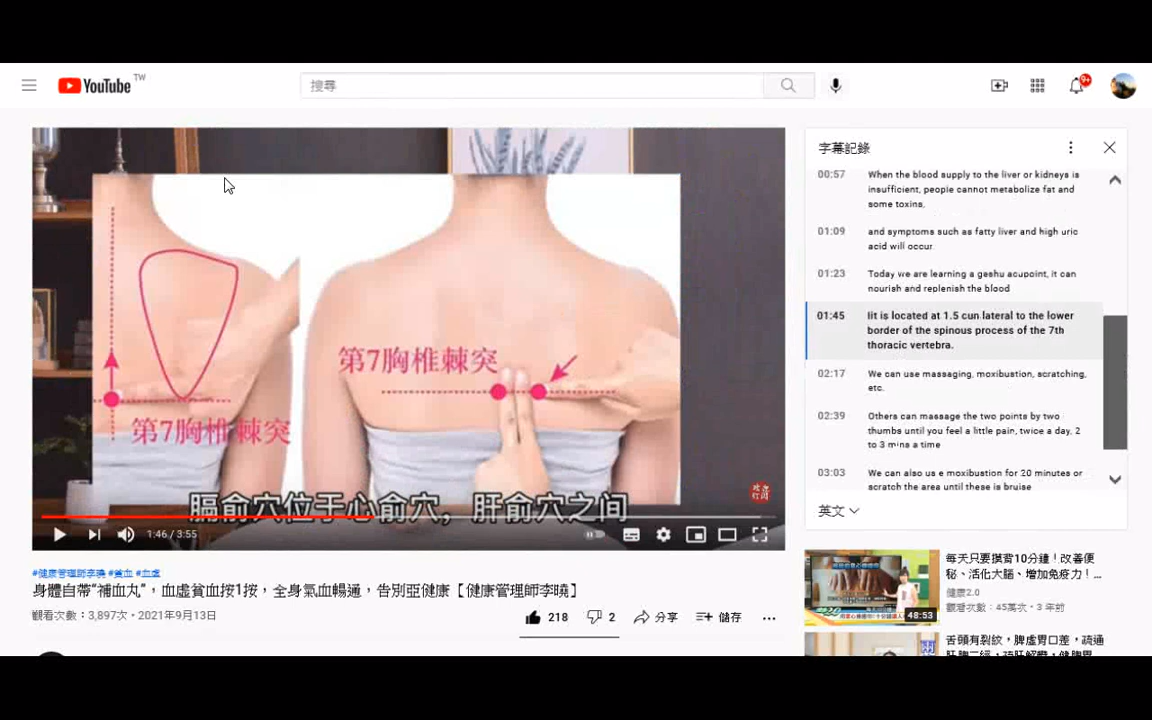 YouTube TW
搜尋
9+
第7胸椎棘突
第7胸椎棘突
膈俞穴位于心俞穴，肝俞穴之间
1:46 / 3:55
#健康管理師李曉 #貧血 #血虛
身體自帶"補血丸"，血虛貧血按1按，全身氣血暢通，告別亞健康【健康管理師李曉】
觀看次數：3,897次・2021年9月13日
218
2
分享
儲存
字幕記錄
00:57
When the blood supply to the liver or kidneys is
insufficient, people cannot metabolize fat and
some toxins,
01:09
and symptoms such as fatty liver and high uric
acid will occur
01:23
Today we are learning a geshu acupoint, it can
nourish and replenish the blood
01:45
Iit is located at 1.5 cun lateral to the lower
border of the spinous process of the 7th
thoracic vertebra.
02:17
We can use massaging, moxibustion, scratching,
etc.
02:39
Others can massage the two points by two
thumbs until you feel a little pain, twice a day, 2
to 3 mins a time
03:03
We can also us e moxibustion for 20 minutes or
scratch the area until these is bruise
英文
48:53
每天只要摸背10分鐘！改善便
秘、活化大腦、增加免疫力！...
健康2.0
觀看次數：45萬次・3 年前
舌頭有裂紋，脾虛胃口差，疏通